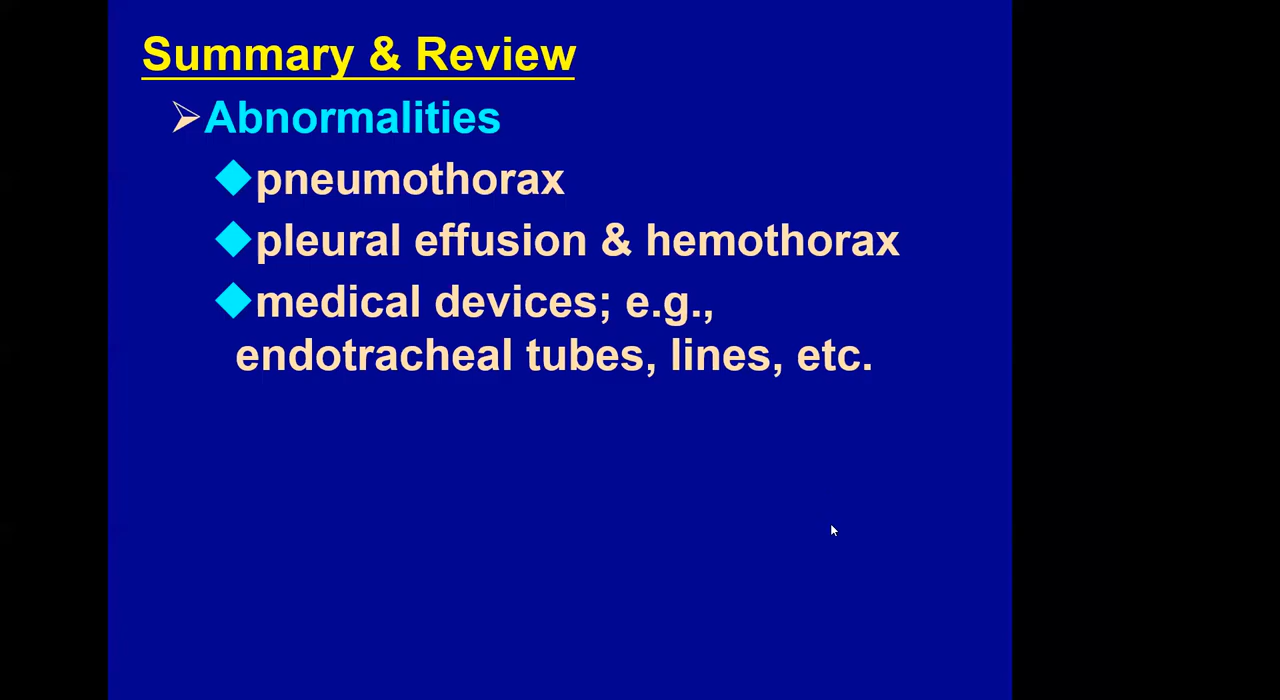 Summary & Review
Abnormalities
pneumothorax
pleural effusion & hemothorax
medical devices; e.g.,
endotracheal tubes, lines, etc.